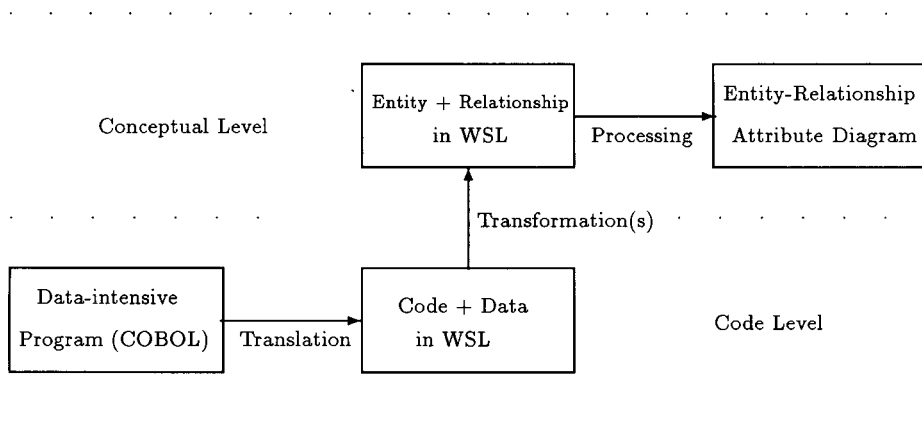 Entity + Relationship
in WSL
Entity-Relationship
Attribute Diagram
Conceptual Level
Processing
Transformation(s)
Data-intensive
Program (COBOL)
Translation
Code + Data
in WSL
Code Level